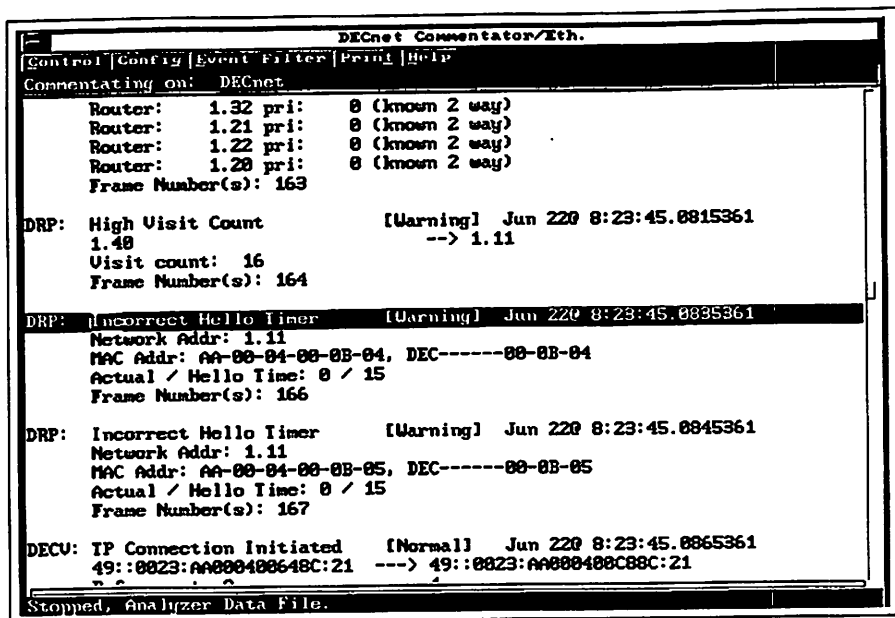 DECnet Commentator/Eth.
Control Config Event Filter Print Help
Commentating on: DECnet
Router: 1.32 pri: 0 (known 2 way)
Router: 1.21 pri: 0 (known 2 way)
Router: 1.22 pri: 0 (known 2 way)
Router: 1.20 pri: 0 (known 2 way)
Frame Number(s): 163
DRP: High Visit Count [Warning] Jun 22@ 8:23:45.0815361
1.40 --> 1.11
Visit count: 16
Frame Number(s): 164
DRP: Incorrect Hello Timer [Warning] Jun 22@ 8:23:45.0835361
Network Addr: 1.11
MAC Addr: AA-00-04-00-0B-04, DEC------00-0B-04
Actual / Hello Time: 0 / 15
Frame Number(s): 166
DRP: Incorrect Hello Timer [Warning] Jun 22@ 8:23:45.0845361
Network Addr: 1.11
MAC Addr: AA-00-04-00-0B-05, DEC------00-0B-05
Actual / Hello Time: 0 / 15
Frame Number(s): 167
DECV: TP Connection Initiated [Normal] Jun 22@ 8:23:45.0865361
49::0023:AA000400648C:21 ---> 49::0023:AA000400C88C:21
Stopped, Analyzer Data File.